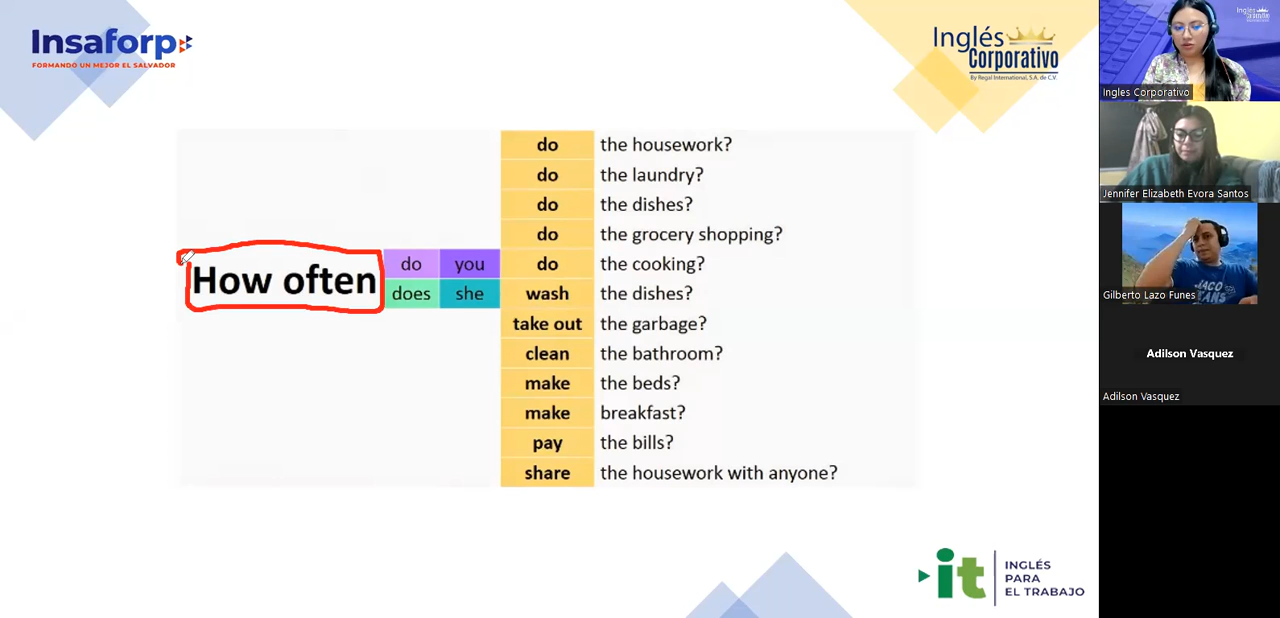 Insaforp
FORMANDO UN MEJOR EL SALVADOR
Inglés
Corporativo
By Regal International, S.A. de C.V.
How often
do you
does she
do the housework?
do the laundry?
do the dishes?
do the grocery shopping?
do the cooking?
wash the dishes?
take out the garbage?
clean the bathroom?
make the beds?
make breakfast?
pay the bills?
share the housework with anyone?
it
INGLÉS
PARA
EL TRABAJO
Ingles Corporativo
Jennifer Elizabeth Evora Santos
Gilberto Lazo Funes
Adilson Vasquez
Adilson Vasquez